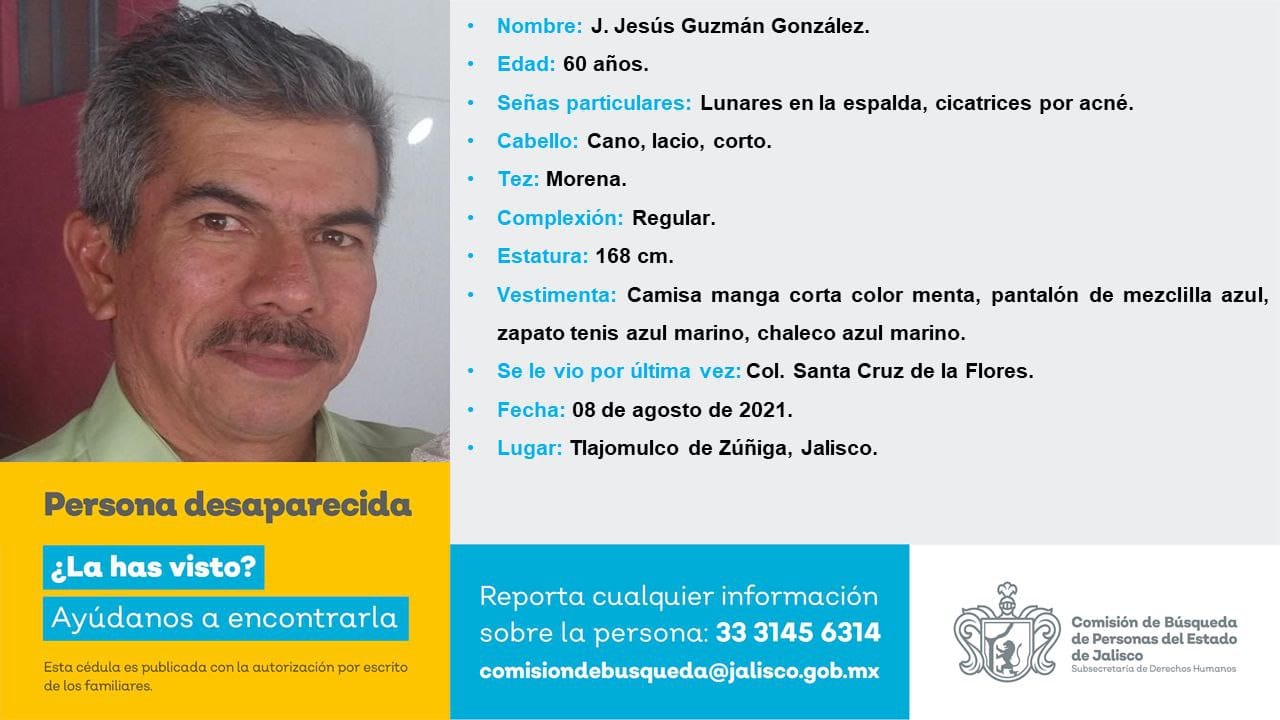 Nombre: J. Jesús Guzmán González.
Edad: 60 años.
Señas particulares: Lunares en la espalda, cicatrices por acné.
Cabello: Cano, lacio, corto.
Tez: Morena.
Complexión: Regular.
Estatura: 168 cm.
Vestimenta: Camisa manga corta color menta, pantalón de mezclilla azul,
zapato tenis azul marino, chaleco azul marino.
Se le vio por última vez: Col. Santa Cruz de la Flores.
Fecha: 08 de agosto de 2021.
Lugar: Tlajomulco de Zúñiga, Jalisco.
Persona desaparecida
¿La has visto?
Ayúdanos a encontrarla
Esta cédula es publicada con la autorización por escrito
de los familiares.
Reporta cualquier información
sobre la persona: 33 3145 6314
comisiondebusqueda@jalisco.gob.mx
Comisión de Búsqueda
de Personas del Estado
de Jalisco
Subsecretaría de Derechos Humanos